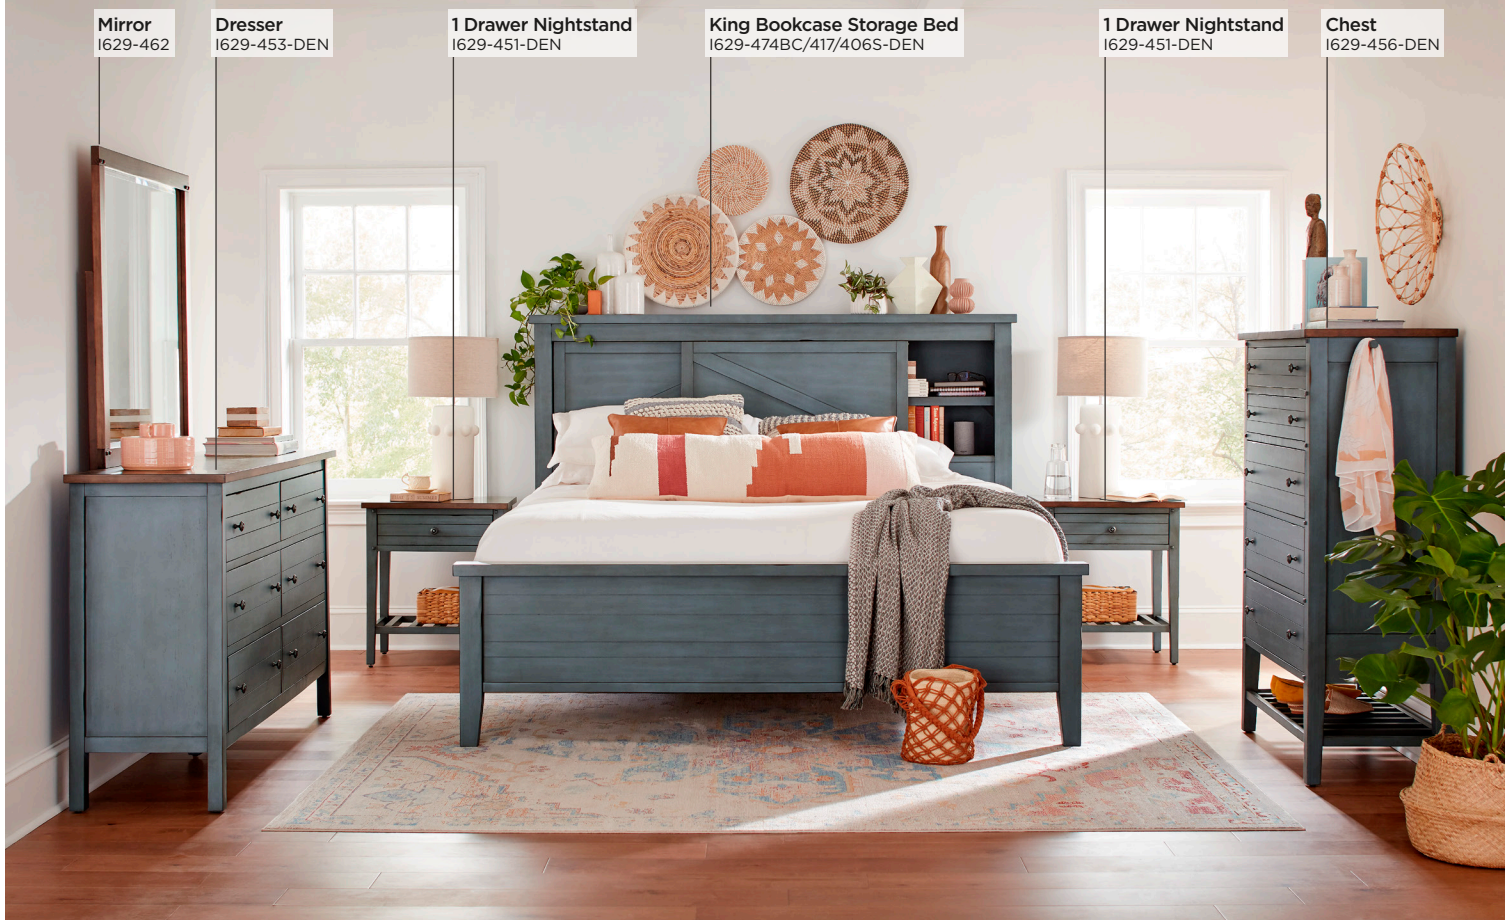 Mirror
I629-462
Dresser
I629-453-DEN
1 Drawer Nightstand
I629-451-DEN
King Bookcase Storage Bed
I629-474BC/417/406S-DEN
1 Drawer Nightstand
I629-451-DEN
Chest
I629-456-DEN